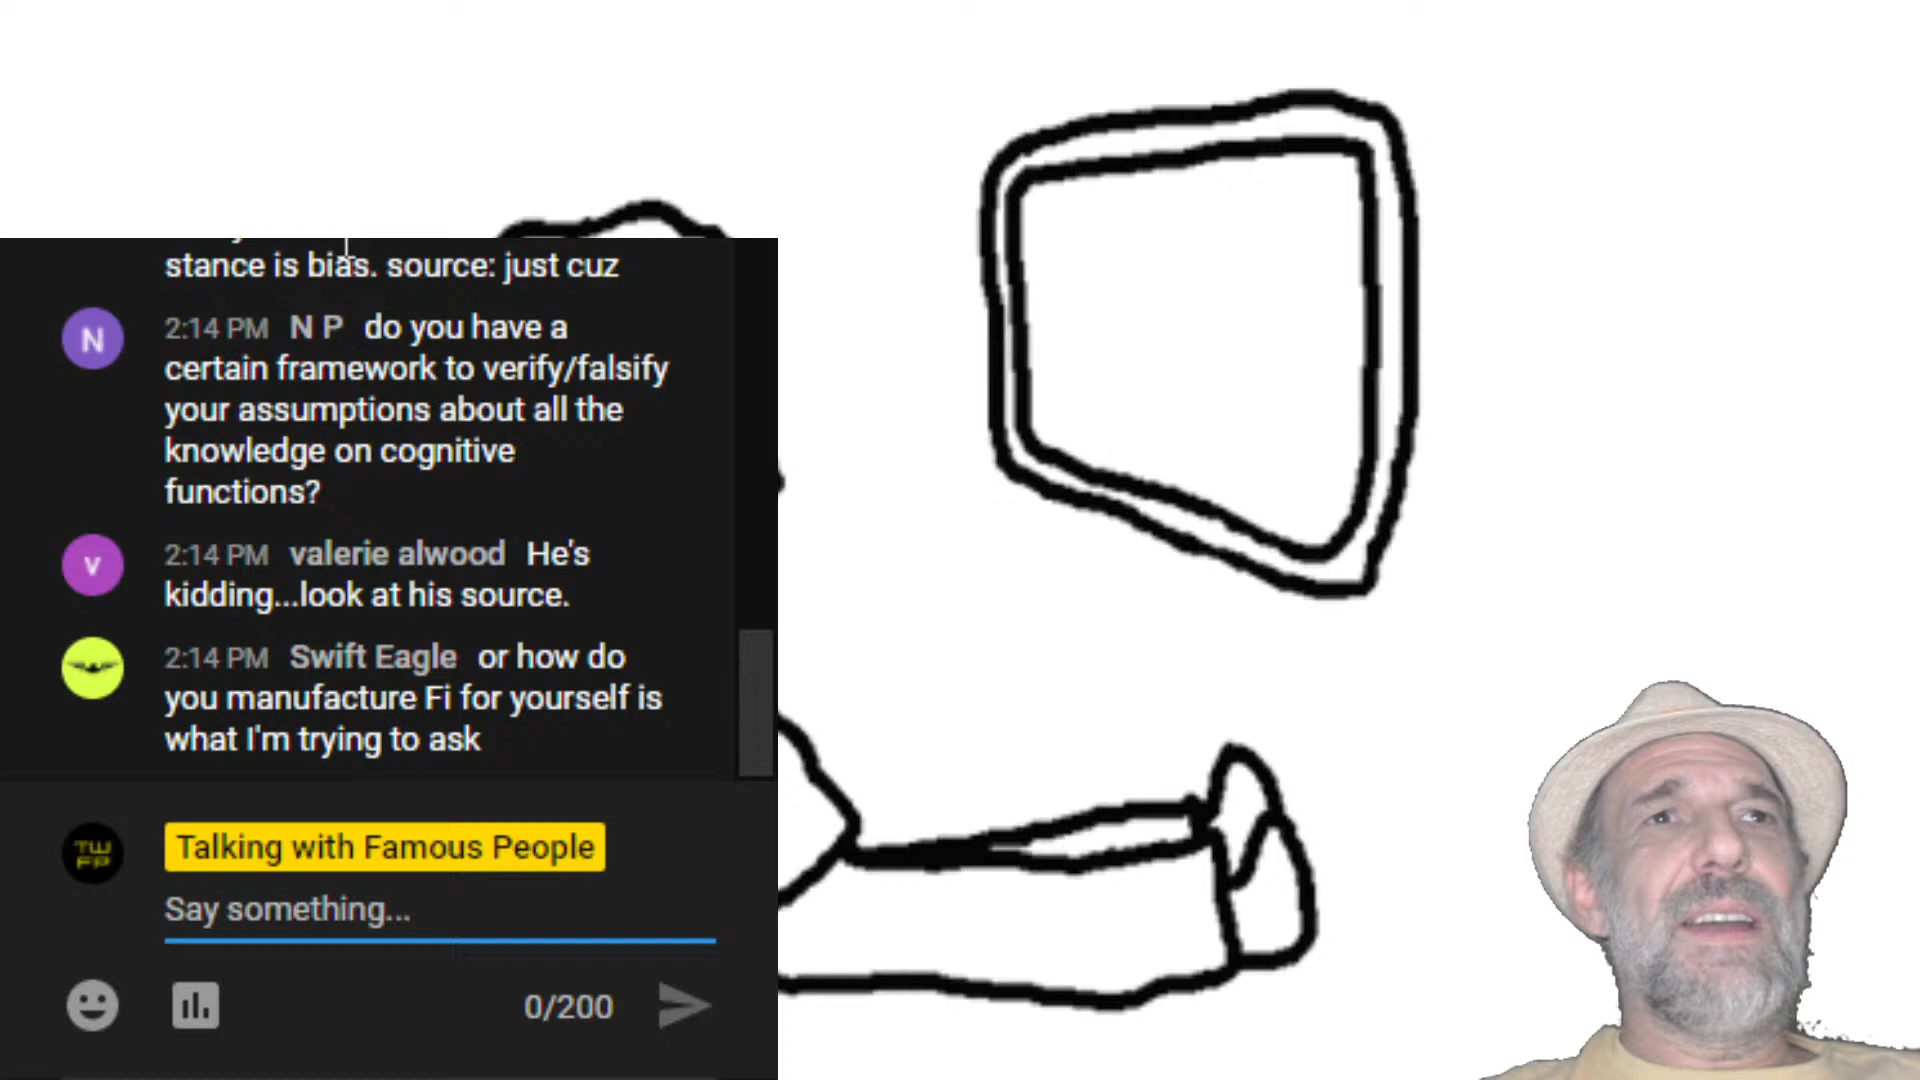 stance is bias. source: just cuz
N
2:14 PM N P do you have a
certain framework to verify/falsify
your assumptions about all the
knowledge on cognitive
functions?
v
2:14 PM valerie alwood He's
kidding...look at his source.
2:14 PM Swift Eagle or how do
you manufacture Fi for yourself is
what I'm trying to ask
TW
FP
Talking with Famous People
Say something...
0/200